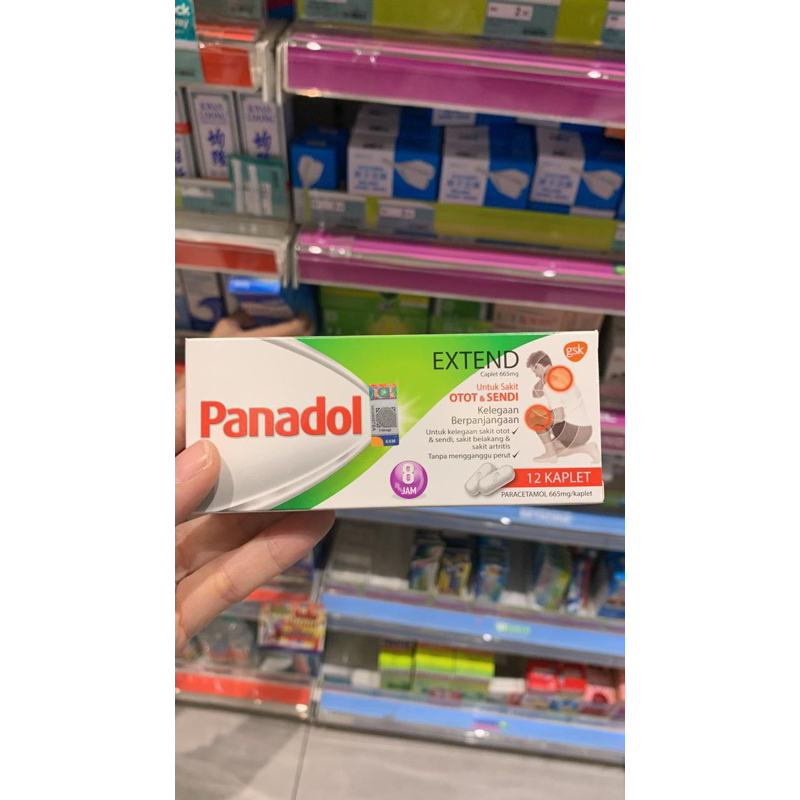 Panadol
EXTEND
Caplet 665mg
gsk
Untuk Sakit
OTOT & SENDI
Kelegaan
Berpanjangaan
Untuk kelegaan sakit otot
& sendi, sakit belakang &
sakit artritis
Tanpa mengganggu perut
8
JAM
12 KAPLET
PARACETAMOL 665mg/kaplet